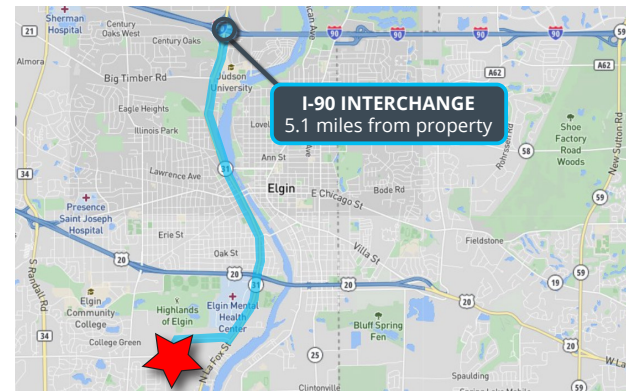 Sherman
Hospital
Century
Oaks West
Century Oaks
21
90
90
90
90
59
Almora
Big Timber Rd
Judson
University
A62
A62
I-90 INTERCHANGE
5.1 miles from property
Eagle Heights
Illinois Park
Ann St
Shoe
Factory
Road
Woods
Rohrssen Rd
New Sutton Rd
58
34
Lawrence Ave
31
Elgin
E Chicago St
Bode Rd
59
Presence
Saint Joseph
Hospital
Erie St
Oak St
Villa St
Fieldstone
20
20
20
20
20
59
19
59
S Randall Rd
31
Elgin
Community
College
Highlands
of Elgin
Elgin Mental
Health
Center
34
College Green
N La Fox St
Bluff Spring
Fen
25
Clintonville
Spaulding